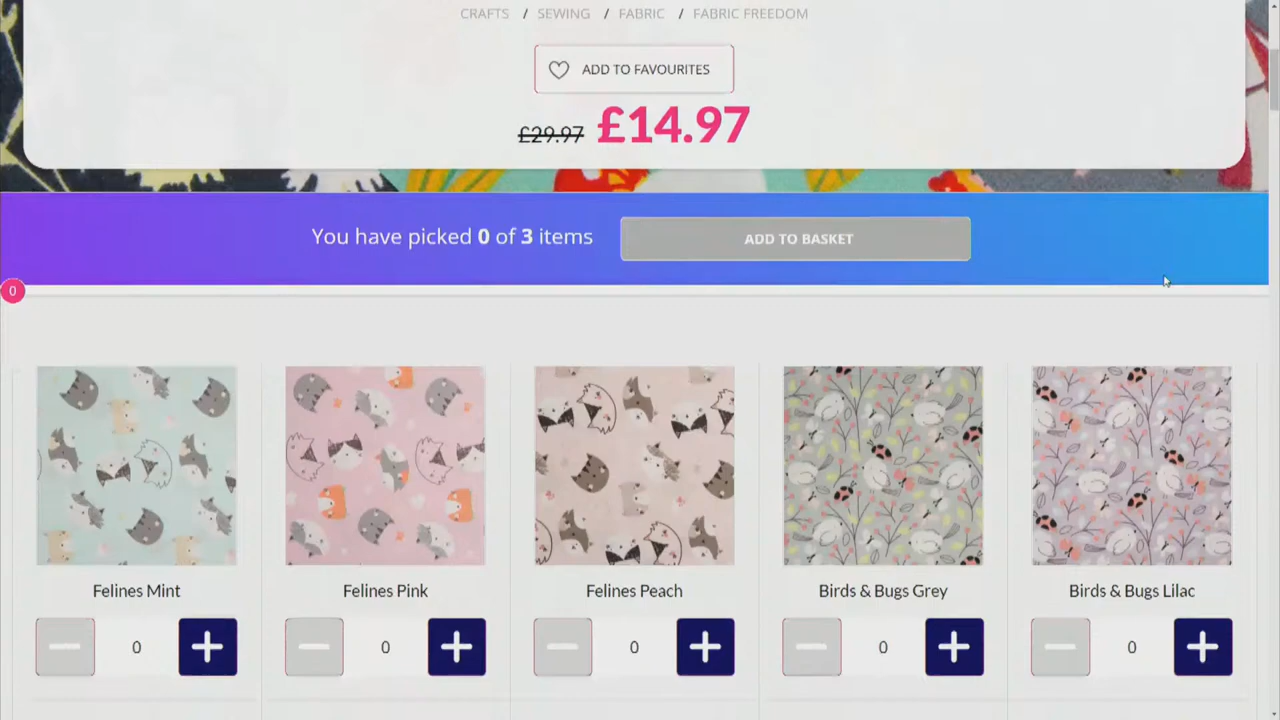 CRAFTS / SEWING / FABRIC / FABRIC FREEDOM
ADD TO FAVOURITES
£29.97 £14.97
You have picked 0 of 3 items ADD TO BASKET
0
Felines Mint Felines Pink Felines Peach Birds & Bugs Grey Birds & Bugs Lilac
0 0 0 0 0